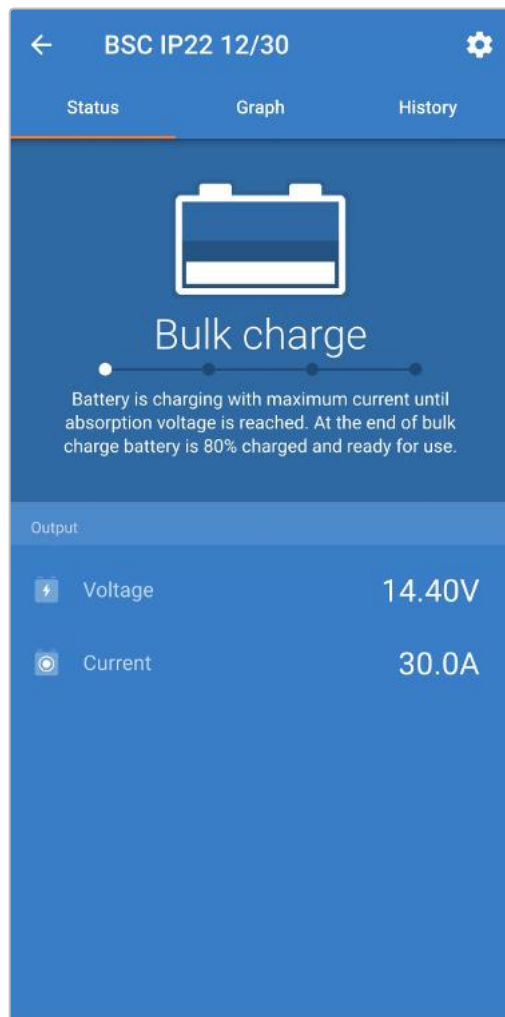 BSC IP22 12/30
Status Graph History
Bulk charge
Battery is charging with maximum current until
absorption voltage is reached. At the end of bulk
charge battery is 80% charged and ready for use.
Output
Voltage 14.40V
Current 30.0A